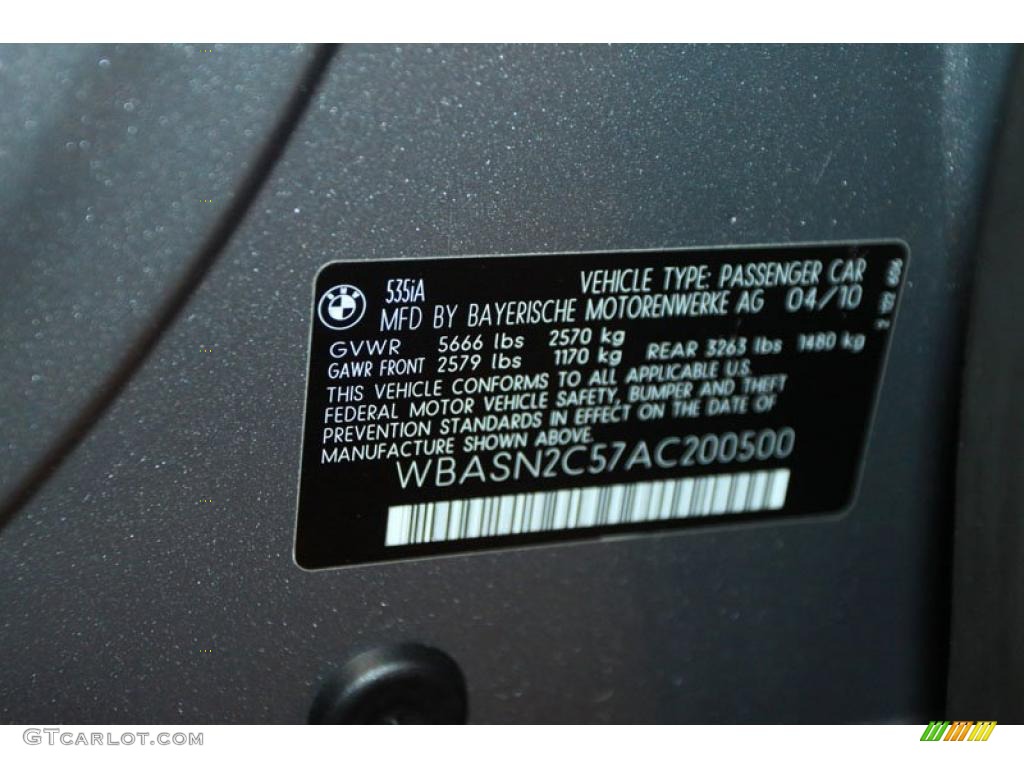 535iA
VEHICLE TYPE: PASSENGER CAR
MFD BY BAYERISCHE MOTORENWERKE AG 04/10
GVWR 5666 lbs 2570 kg
GAWR FRONT 2579 lbs 1170 kg REAR 3263 lbs 1480 kg
THIS VEHICLE CONFORMS TO ALL APPLICABLE U.S.
FEDERAL MOTOR VEHICLE SAFETY, BUMPER AND THEFT
PREVENTION STANDARDS IN EFFECT ON THE DATE OF
MANUFACTURE SHOWN ABOVE.
WBASN2C57AC200500
GTCARLOT.COM